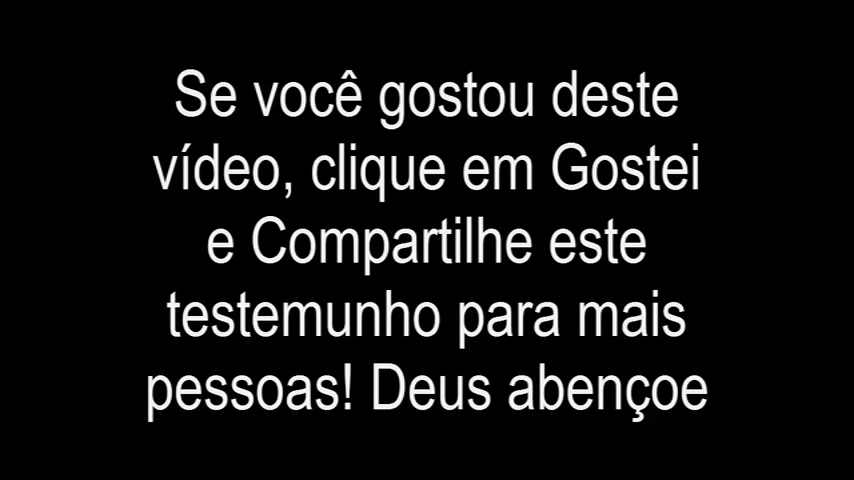 Se você gostou deste
vídeo, clique em Gostei
e Compartilhe este
testemunho para mais
pessoas! Deus abençoe